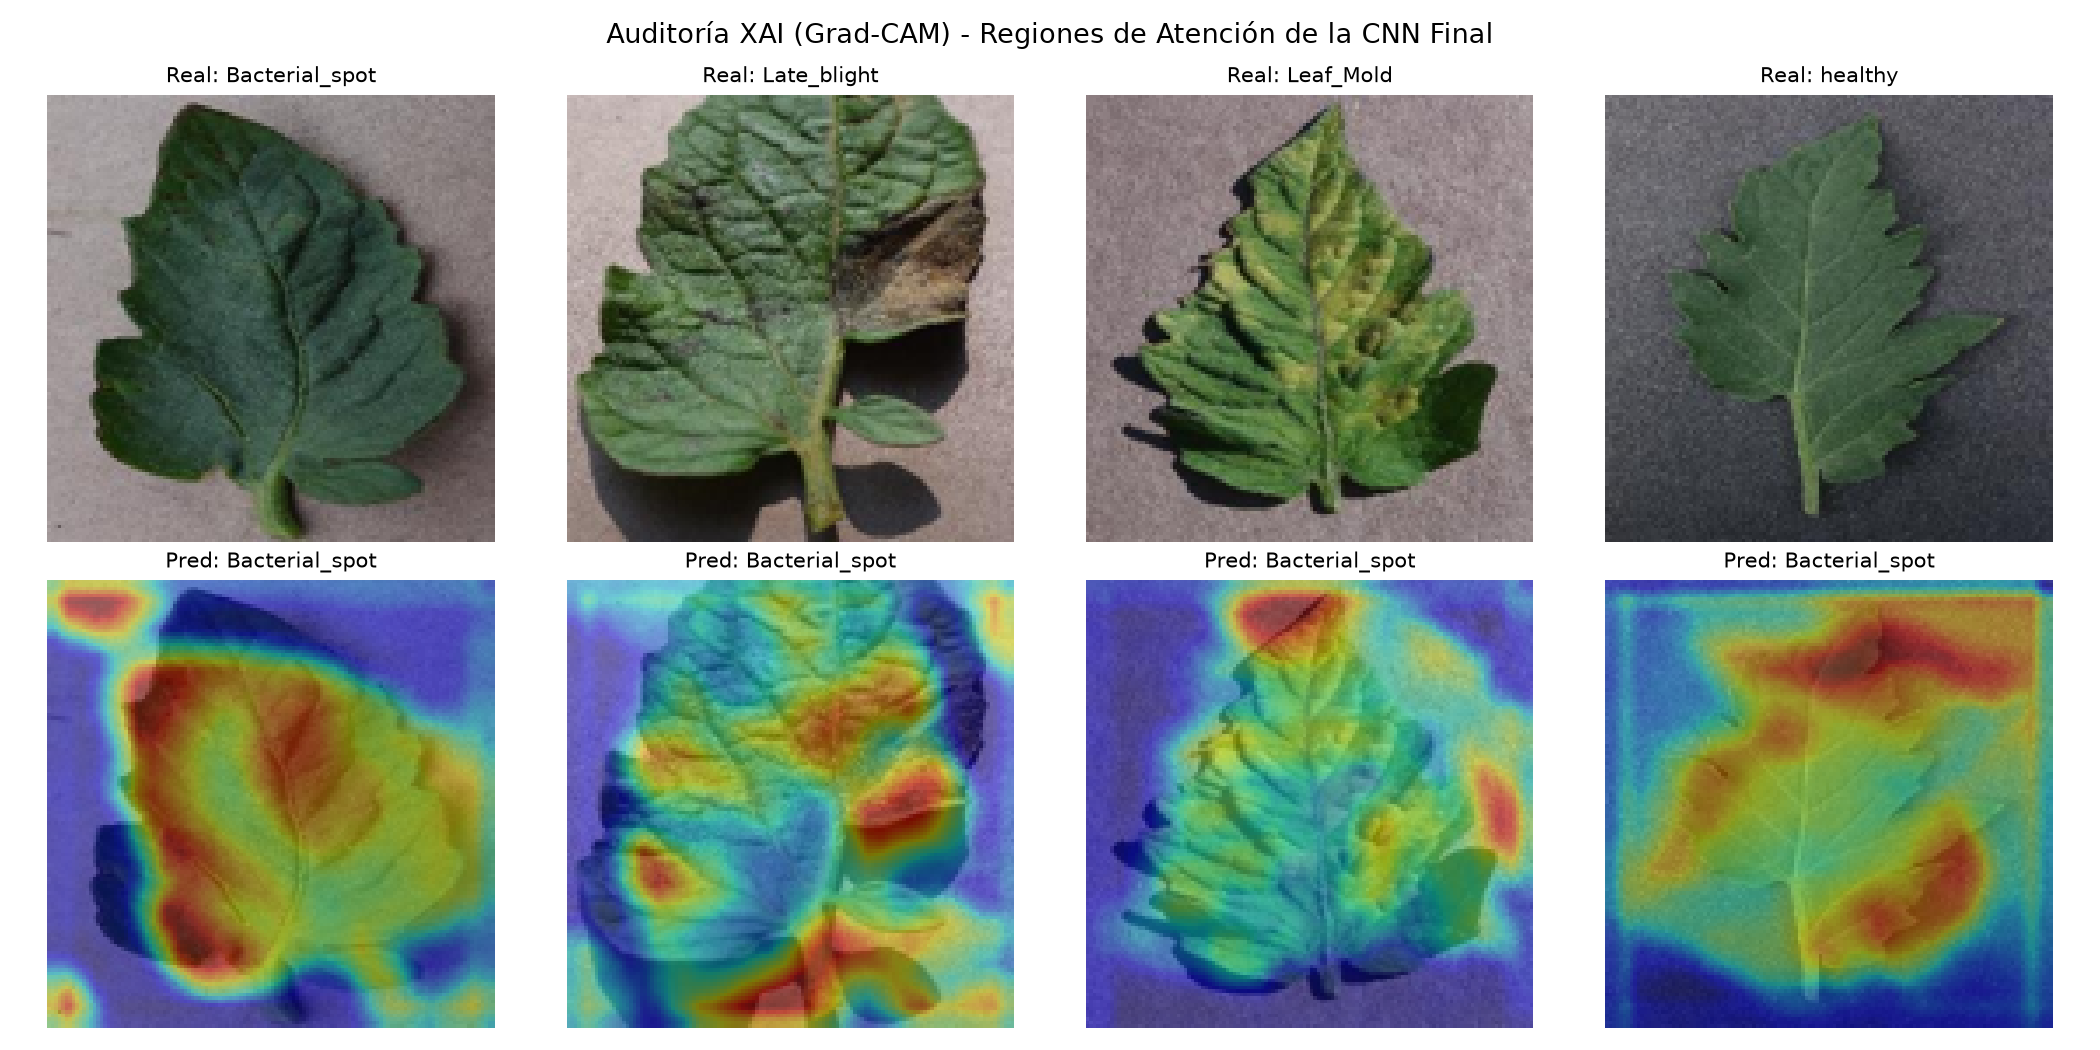 Auditoría XAI (Grad-CAM) - Regiones de Atención de la CNN Final
Real: Bacterial_spot
Real: Late_blight
Real: Leaf_Mold
Real: healthy
Pred: Bacterial_spot
Pred: Bacterial_spot
Pred: Bacterial_spot
Pred: Bacterial_spot